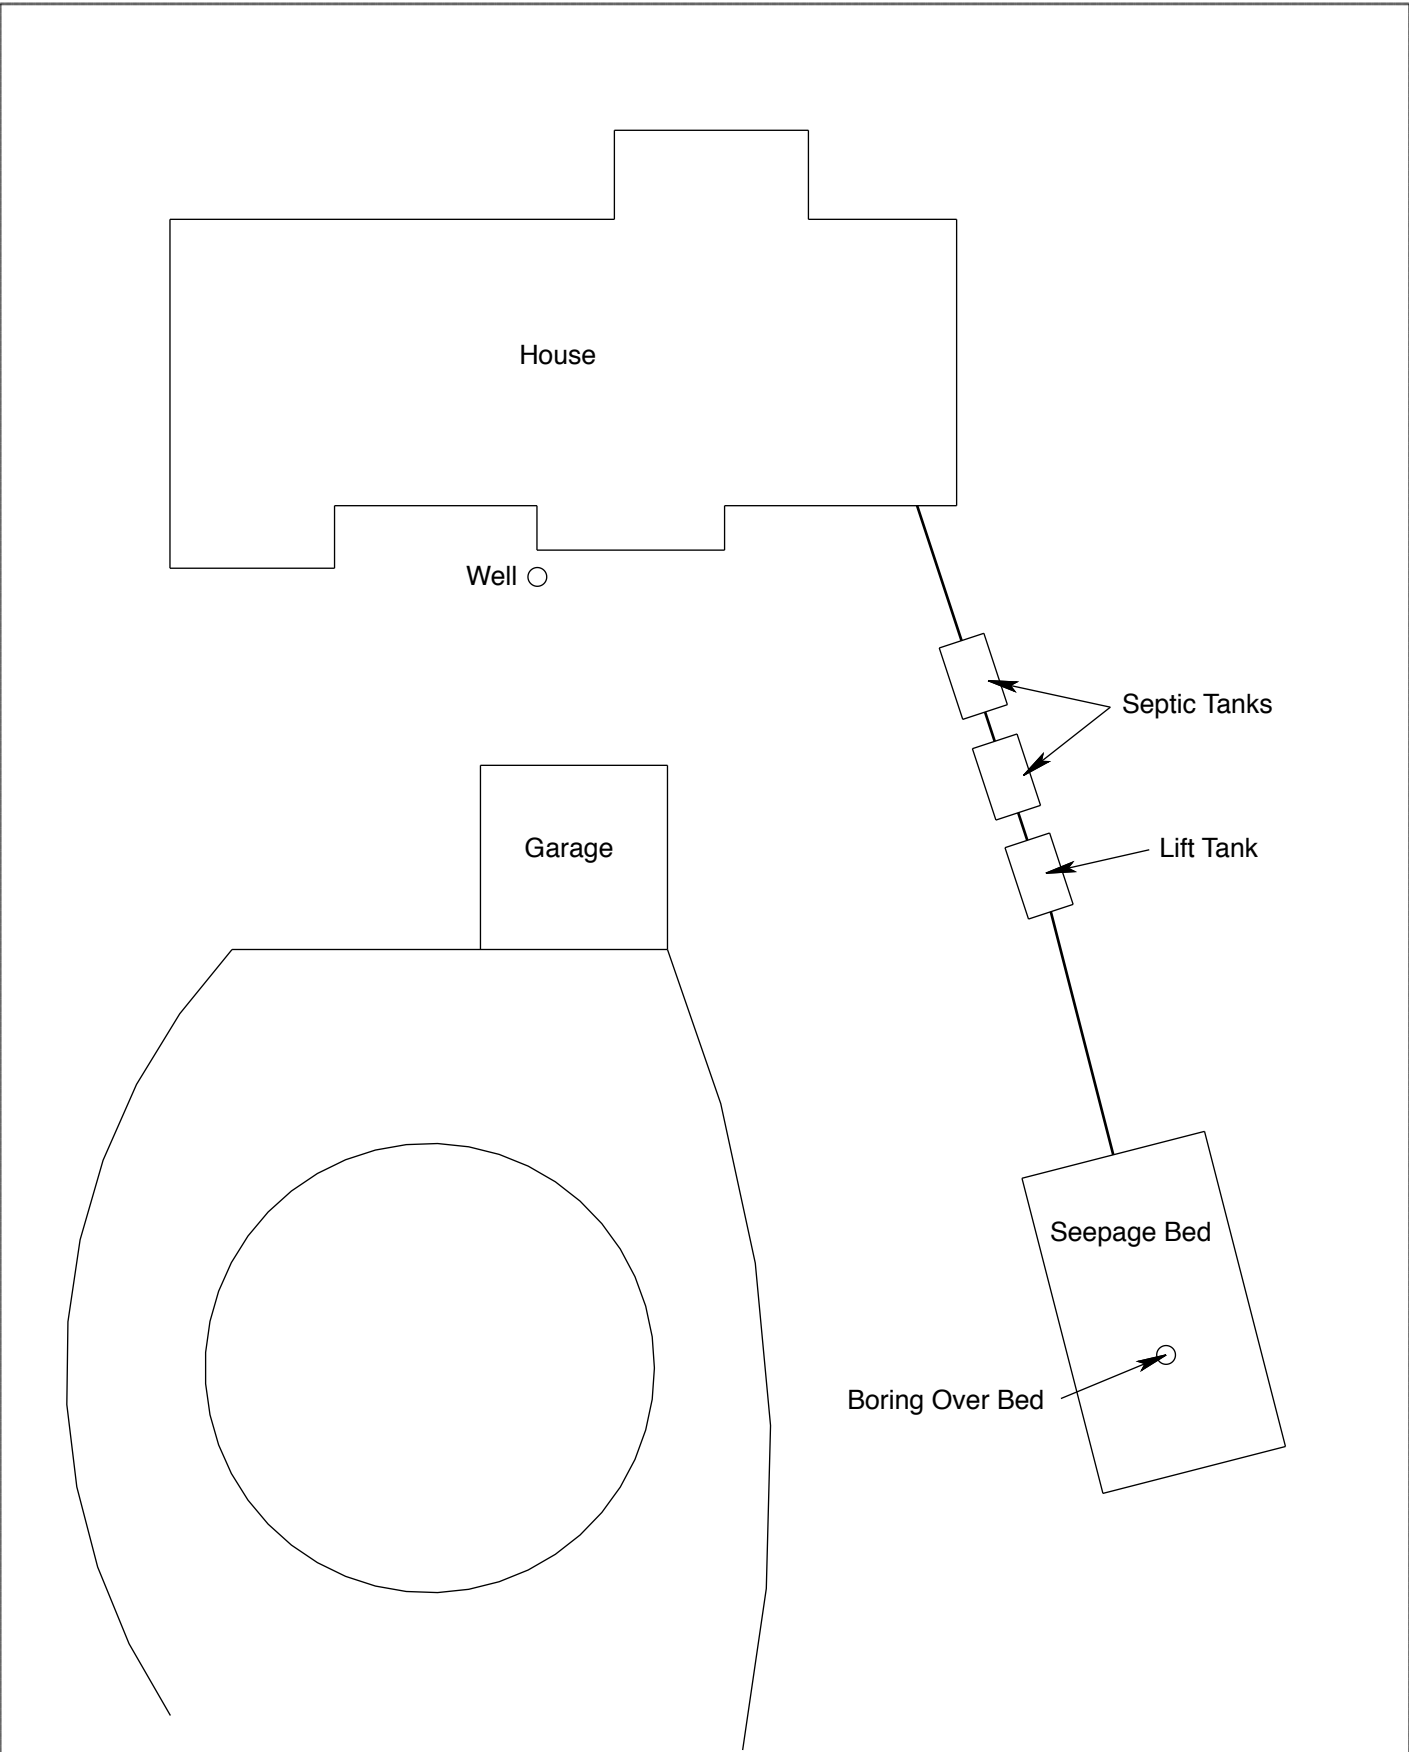 House
Well
Septic Tanks
Garage
Lift Tank
Seepage Bed
Boring Over Bed